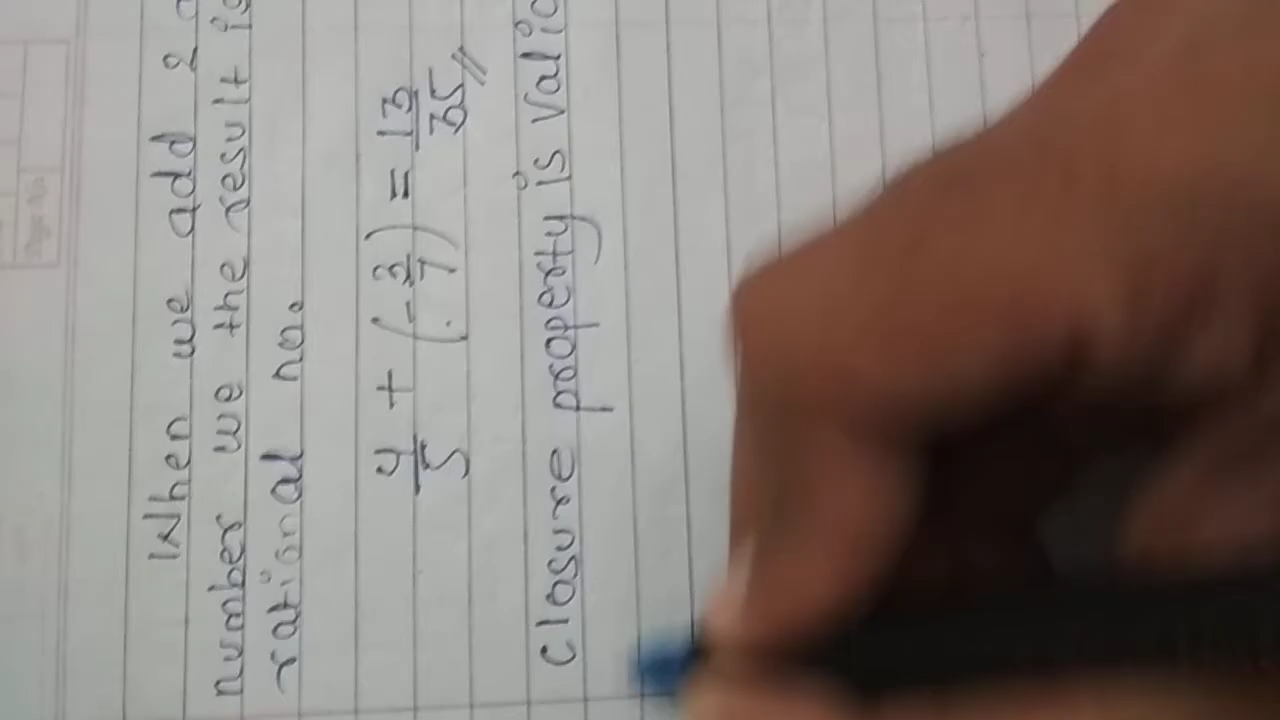 When we add 2
number we the result is
rational no.
4/5 + (-3/7) = 13/35 //
Closure property is